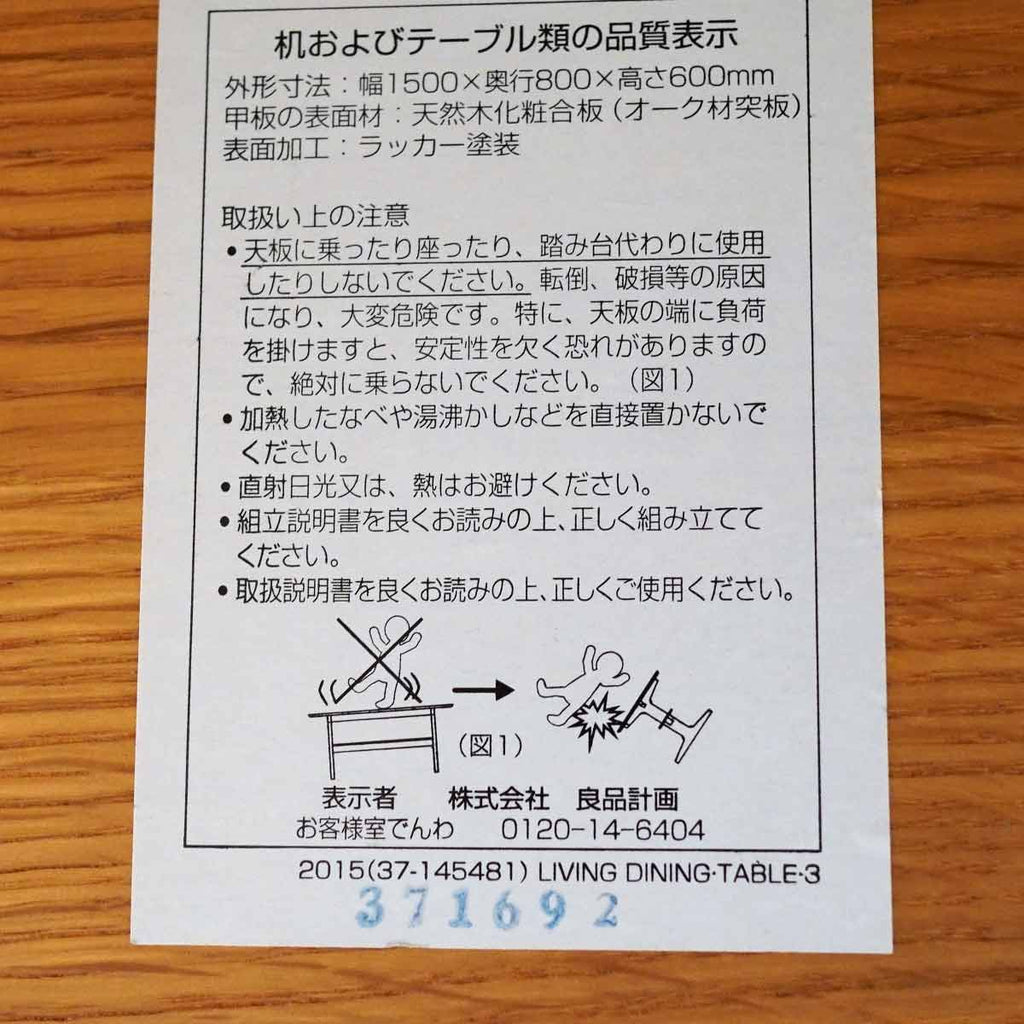 机およびテーブル類の品質表示
外形寸法：幅1500×奥行800×高さ600mm
甲板の表面材：天然木化粧合板（オーク材突板）
表面加工：ラッカー塗装
取扱い上の注意
•天板に乗ったり座ったり、踏み台代わりに使用
したりしないでください。転倒、破損等の原因
になり、大変危険です。特に、天板の端に負荷
を掛けますと、安定性を欠く恐れがありますの
で、絶対に乗らないでください。（図1）
•加熱したなべや湯沸かしなどを直接置かないで
ください。
•直射日光又は、熱はお避けください。
•組立説明書を良くお読みの上、正しく組み立てて
ください。
•取扱説明書を良くお読みの上、正しくご使用ください。
（図1）
表示者　株式会社　良品計画
お客様室でんわ　0120-14-6404
2015(37-145481) LIVING DINING·TABLE·3
371692